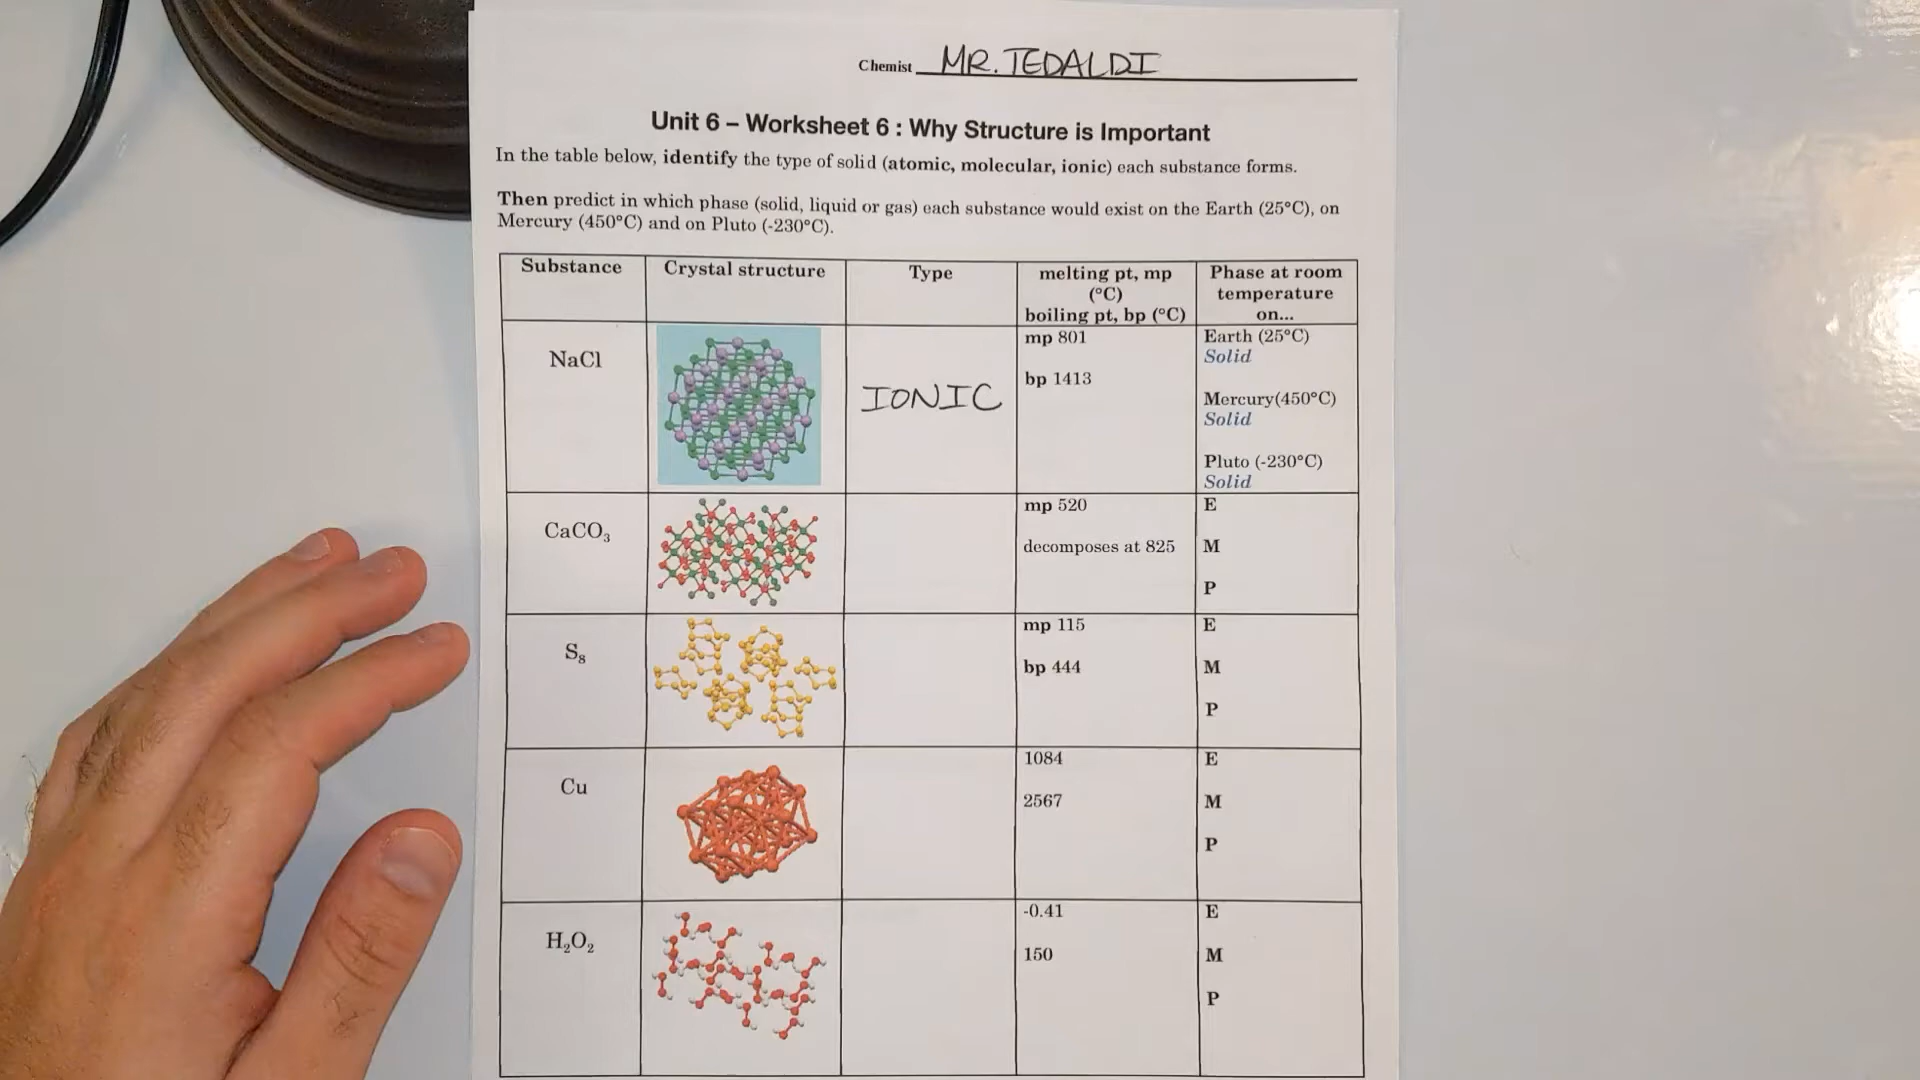 Chemist MR. TEDALDI
Unit 6 – Worksheet 6 : Why Structure is Important
In the table below, identify the type of solid (atomic, molecular, ionic) each substance forms.
Then predict in which phase (solid, liquid or gas) each substance would exist on the Earth (25°C), on
Mercury (450°C) and on Pluto (-230°C).
Substance
Crystal structure
Type
melting pt, mp
(°C)
boiling pt, bp (°C)
Phase at room
temperature
on...
NaCl
IONIC
mp 801
bp 1413
Earth (25°C)
Solid
Mercury(450°C)
Solid
Pluto (-230°C)
Solid
CaCO₃
mp 520
decomposes at 825
E
M
P
S₈
mp 115
bp 444
E
M
P
Cu
1084
2567
E
M
P
H₂O₂
-0.41
150
E
M
P